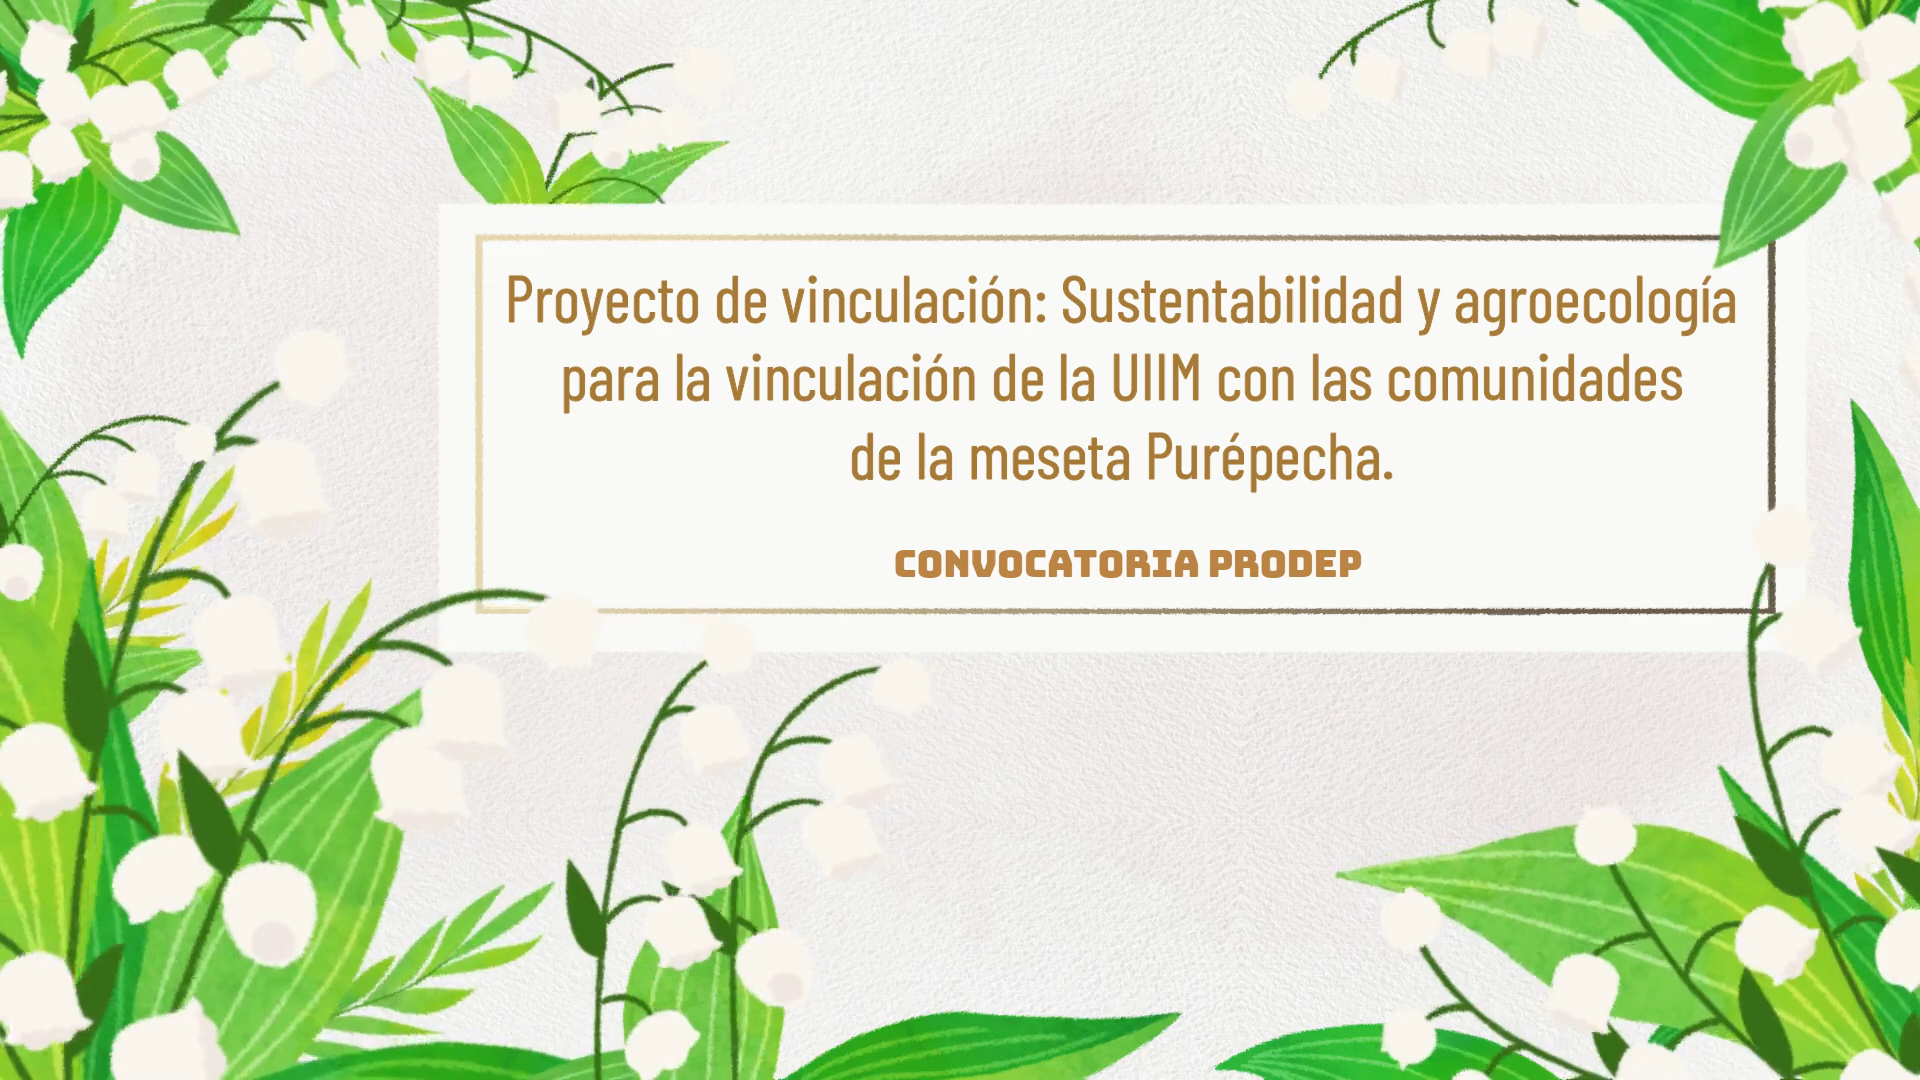 Proyecto de vinculación: Sustentabilidad y agroecología
para la vinculación de la UIIM con las comunidades
de la meseta Purépecha.
CONVOCATORIA PRODEP